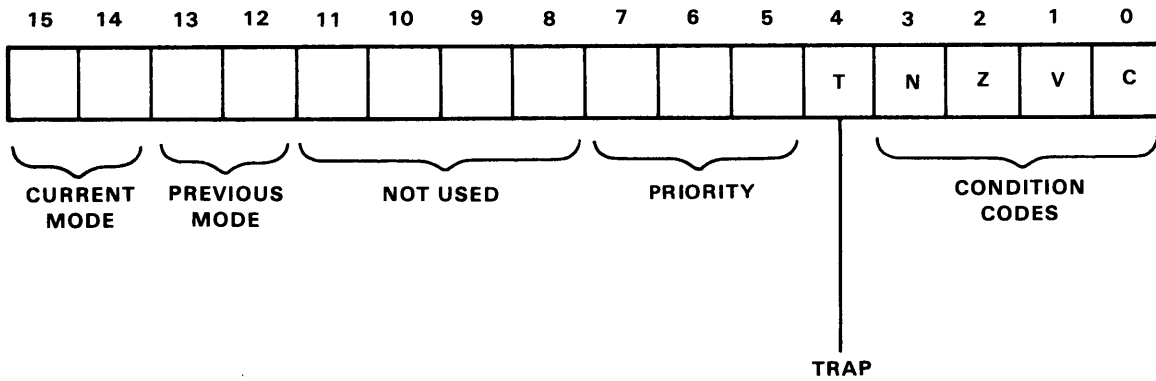 15 14 13 12 11 10 9 8 7 6 5 4 3 2 1 0
T N Z V C
CURRENT MODE
PREVIOUS MODE
NOT USED
PRIORITY
CONDITION CODES
TRAP